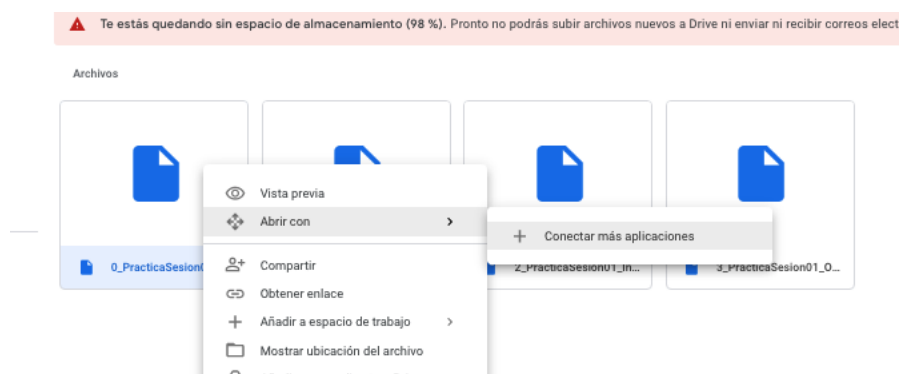 Te estás quedando sin espacio de almacenamiento (98 %). Pronto no podrás subir archivos nuevos a Drive ni enviar ni recibir correos elect
Archivos
Vista previa
Abrir con
Conectar más aplicaciones
0_PracticaSesion
Compartir
2_PracticaSesion01_In...
3_PracticaSesion01_O...
Obtener enlace
Añadir a espacio de trabajo
Mostrar ubicación del archivo